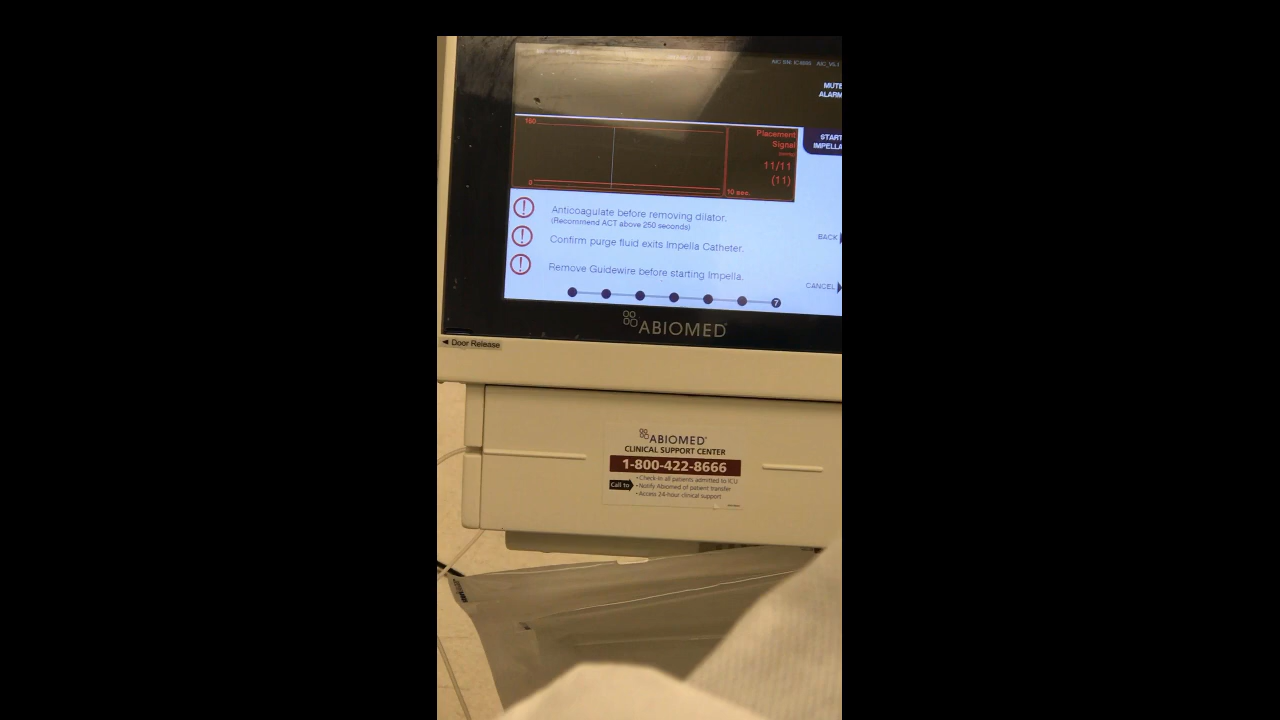 MUTE
ALARM
160
Placement
Signal
START
IMPELLA
11/11
(11)
0
10 sec.
Anticoagulate before removing dilator.
(Recommend ACT above 250 seconds)
Confirm purge fluid exits Impella Catheter.
BACK
Remove Guidewire before starting Impella.
CANCEL
7
ABIOMED
Door Release
ABIOMED
CLINICAL SUPPORT CENTER
1-800-422-8666
Call to
• Check-in all patients admitted to ICU
• Notify Abiomed of patient transfer
• Access 24-hour clinical support